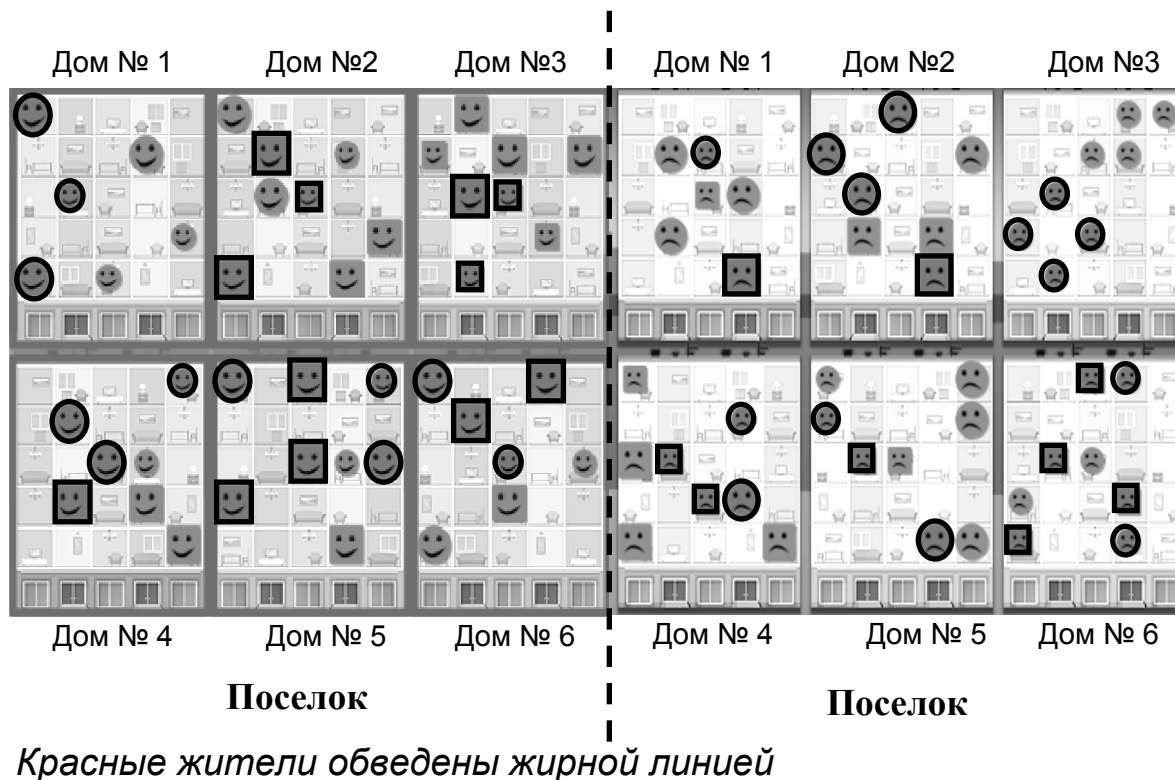 Дом № 1 Дом №2 Дом №3 Дом № 1 Дом №2 Дом №3
Дом № 4 Дом № 5 Дом № 6 Дом № 4 Дом № 5 Дом № 6
Поселок Поселок
Красные жители обведены жирной линией